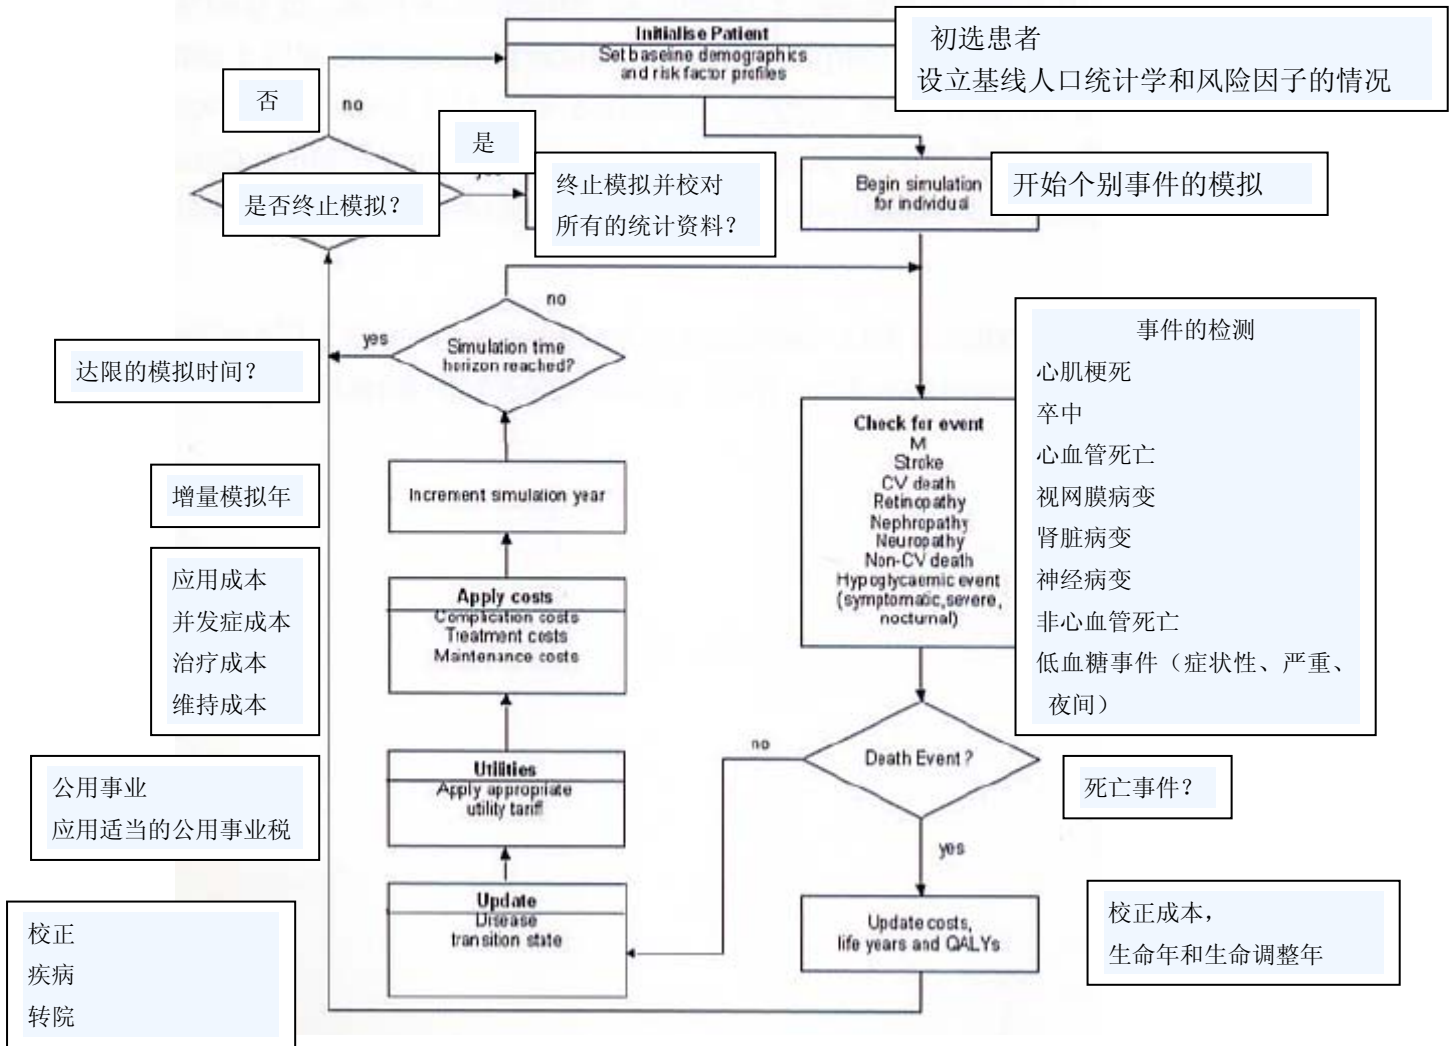 Initialise Patient
Set baseline demographics
and risk factor profiles
初选患者
设立基线人口统计学和风险因子的情况
否
no
是
是否终止模拟？
终止模拟并校对
所有的统计资料？
Begin simulation
for individual
开始个别事件的模拟
no
yes
Simulation time
horizon reached?
达限的模拟时间？
事件的检测
心肌梗死
卒中
心血管死亡
视网膜病变
肾脏病变
神经病变
非心血管死亡
低血糖事件（症状性、严重、
夜间）
Check for event
M
Stroke
CV death
Retinopathy
Nephropathy
Neuropathy
Non-CV death
Hypoglycaemic event
(symptomatic,severe,
nocturnal)
增量模拟年
Increment simulation year
应用成本
并发症成本
治疗成本
维持成本
Apply costs
Complication costs
Treatment costs
Maintenance costs
no
Death Event?
死亡事件？
yes
公用事业
应用适当的公用事业税
Utilities
Apply appropriate
utility tariff
校正
疾病
转院
Update
Disease
transition state
Update costs,
life years and QALYs
校正成本，
生命年和生命调整年